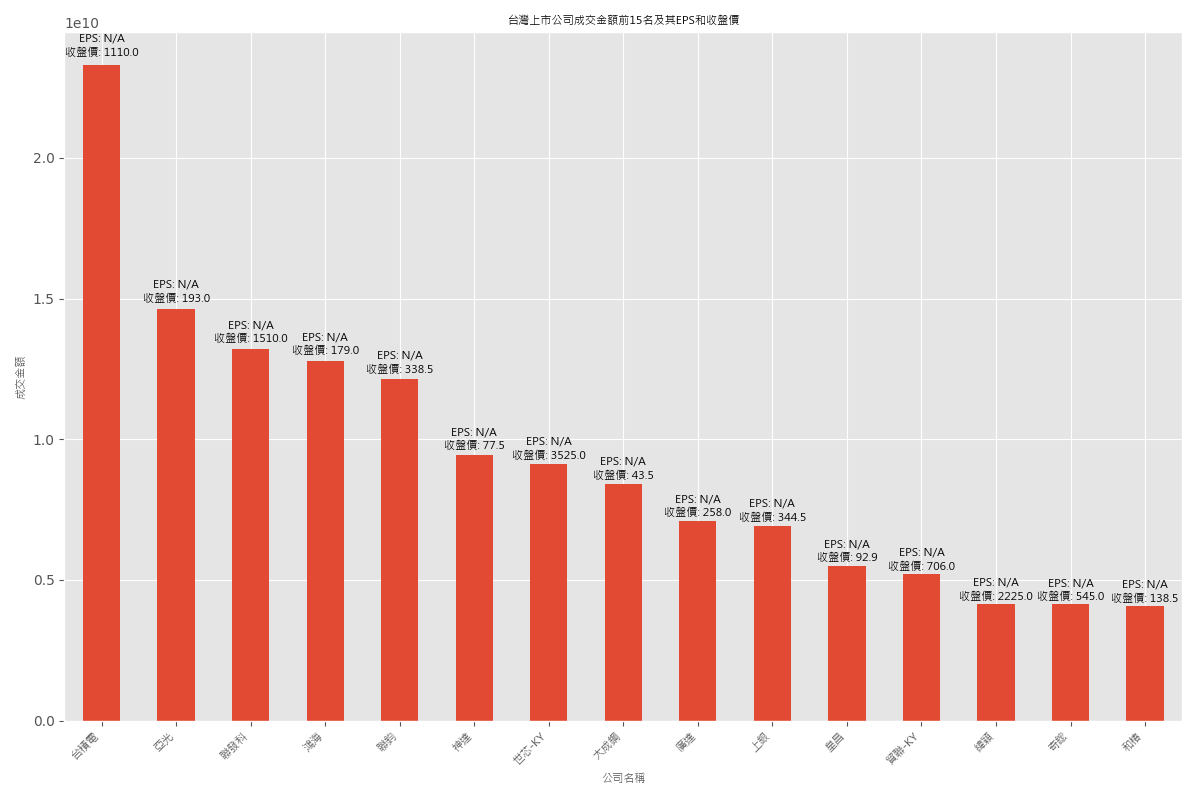 台灣上市公司成交金額前15名及其EPS和收盤價
1e10
EPS: N/A
收盤價: 1110.0
EPS: N/A
收盤價: 193.0
EPS: N/A
收盤價: 1510.0
EPS: N/A
收盤價: 179.0
EPS: N/A
收盤價: 338.5
EPS: N/A
收盤價: 77.5
EPS: N/A
收盤價: 3525.0
EPS: N/A
收盤價: 43.5
EPS: N/A
收盤價: 258.0
EPS: N/A
收盤價: 344.5
EPS: N/A
收盤價: 92.9
EPS: N/A
收盤價: 706.0
EPS: N/A
收盤價: 2225.0
EPS: N/A
收盤價: 545.0
EPS: N/A
收盤價: 138.5
2.0
1.5
1.0
0.5
0.0
成交金額
台積電
亞光
聯發科
鴻海
聯鈞
神達
世芯-KY
大成鋼
廣達
上銀
皇昌
貿聯-KY
緯穎
奇鋐
和椿
公司名稱